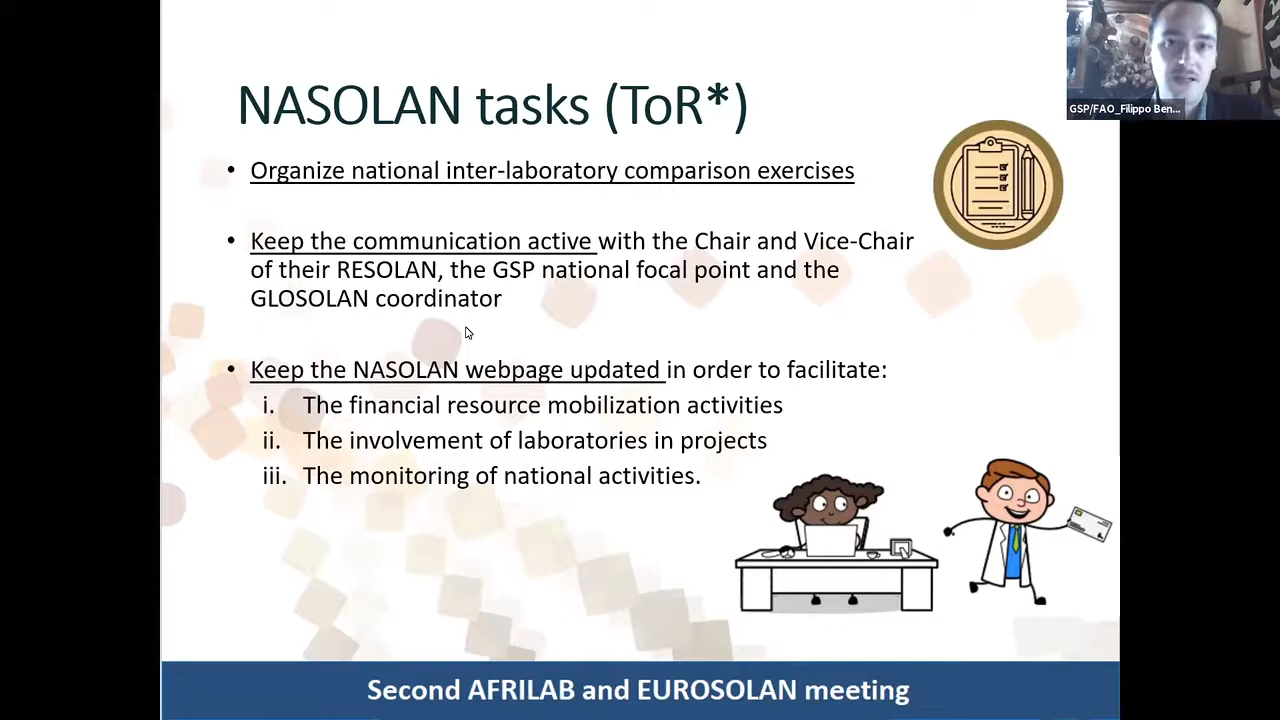 GSP/FAO_Filippo Ben...
NASOLAN tasks (ToR*)
• Organize national inter-laboratory comparison exercises
• Keep the communication active with the Chair and Vice-Chair
of their RESOLAN, the GSP national focal point and the
GLOSOLAN coordinator
• Keep the NASOLAN webpage updated in order to facilitate:
i. The financial resource mobilization activities
ii. The involvement of laboratories in projects
iii. The monitoring of national activities.
Second AFRILAB and EUROSOLAN meeting